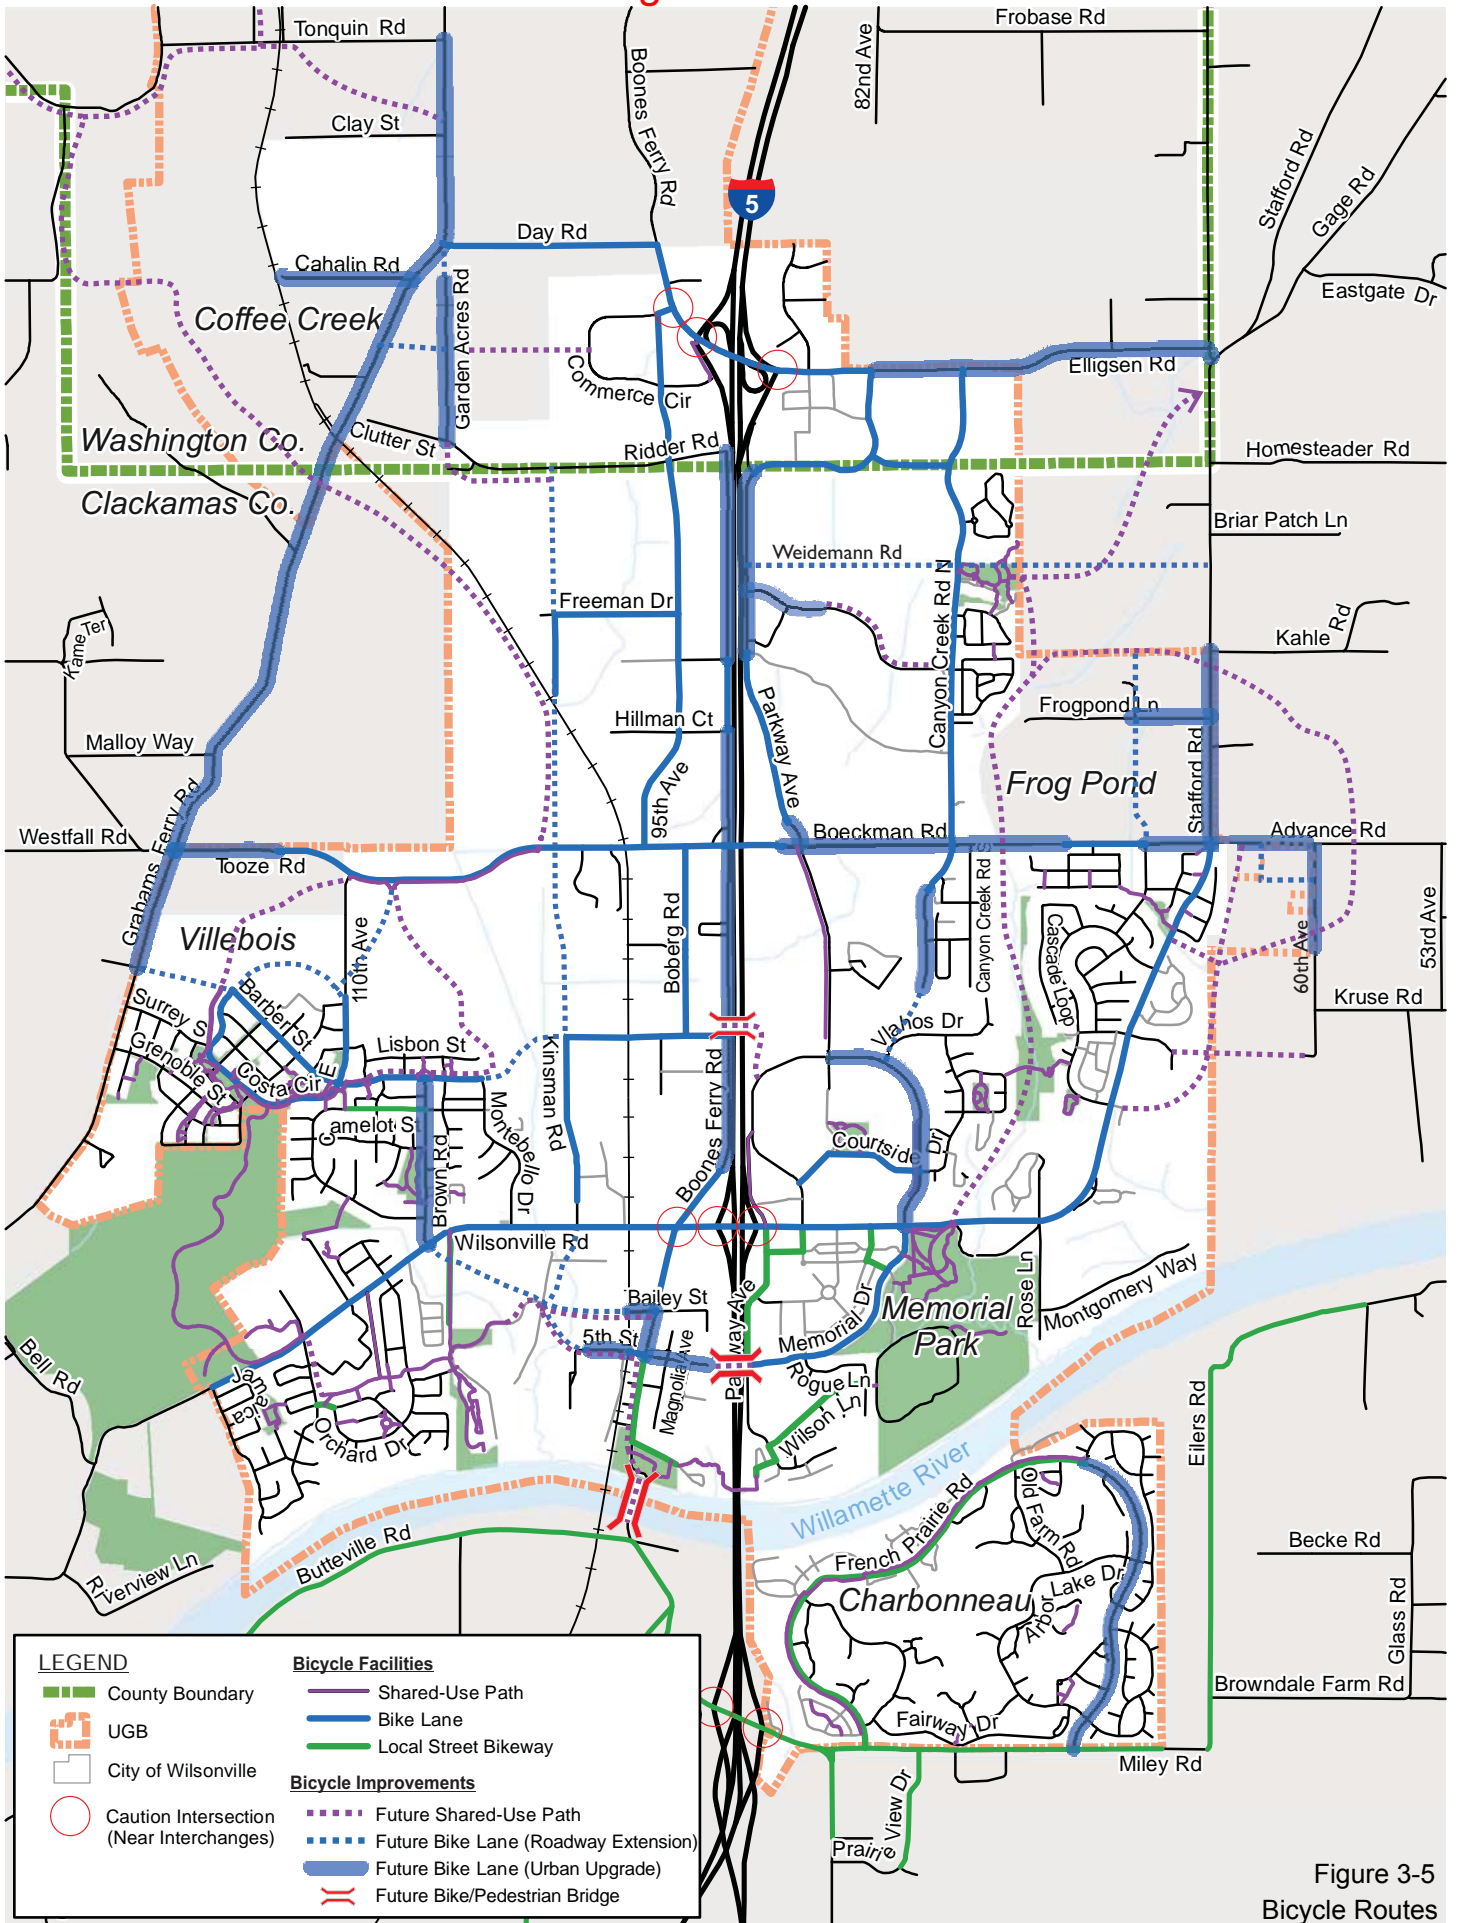 Tonquin Rd
Frobase Rd
Boones Ferry Rd
82nd Ave
Clay St
Stafford Rd
Gage Rd
5
Day Rd
Cahalin Rd
Eastgate Dr
Coffee Creek
Garden Acres Rd
Commerce Cir
Elligsen Rd
Washington Co.
Clutter St
Ridder Rd
Homesteader Rd
Clackamas Co.
Briar Patch Ln
Weidemann Rd
Canyon Creek Rd N
Freeman Dr
Kame Ter
Kahle Rd
Parkway Ave
Frogpond Ln
Hillman Ct
Malloy Way
Frog Pond
Stafford Rd
95th Ave
Grahams Ferry Rd
Westfall Rd
Tooze Rd
Boeckman Rd
Advance Rd
Canyon Creek Rd S
Boberg Rd
110th Ave
Villebois
Cascade Loop
60th Ave
53rd Ave
Kruse Rd
Surrey S
Barber St
Grenoble St
Costa Cir E
Lisbon St
Kinsman Rd
Vlahos Dr
Boones Ferry Rd
Camelot St
Montebello Dr
Brown Rd
Courtside Dr
Wilsonville Rd
Rose Ln
Montgomery Way
Bailey St
Parkway Ave
Memorial Dr
Memorial
Park
5th St
Magnolia Ave
Bell Rd
Jamaica
Rogue Ln
Wilson Ln
Orchard Dr
Eilers Rd
Willamette River
French Prairie Rd
Old Farm Rd
Butteville Rd
Riverview Ln
Becke Rd
Charbonneau
Arbor Lake Dr
Glass Rd
Browndale Farm Rd
Fairway Dr
Miley Rd
Prairie View Dr
LEGEND
County Boundary
UGB
City of Wilsonville
Caution Intersection
(Near Interchanges)
Bicycle Facilities
Shared-Use Path
Bike Lane
Local Street Bikeway
Bicycle Improvements
Future Shared-Use Path
Future Bike Lane (Roadway Extension)
Future Bike Lane (Urban Upgrade)
Future Bike/Pedestrian Bridge
Figure 3-5
Bicycle Routes